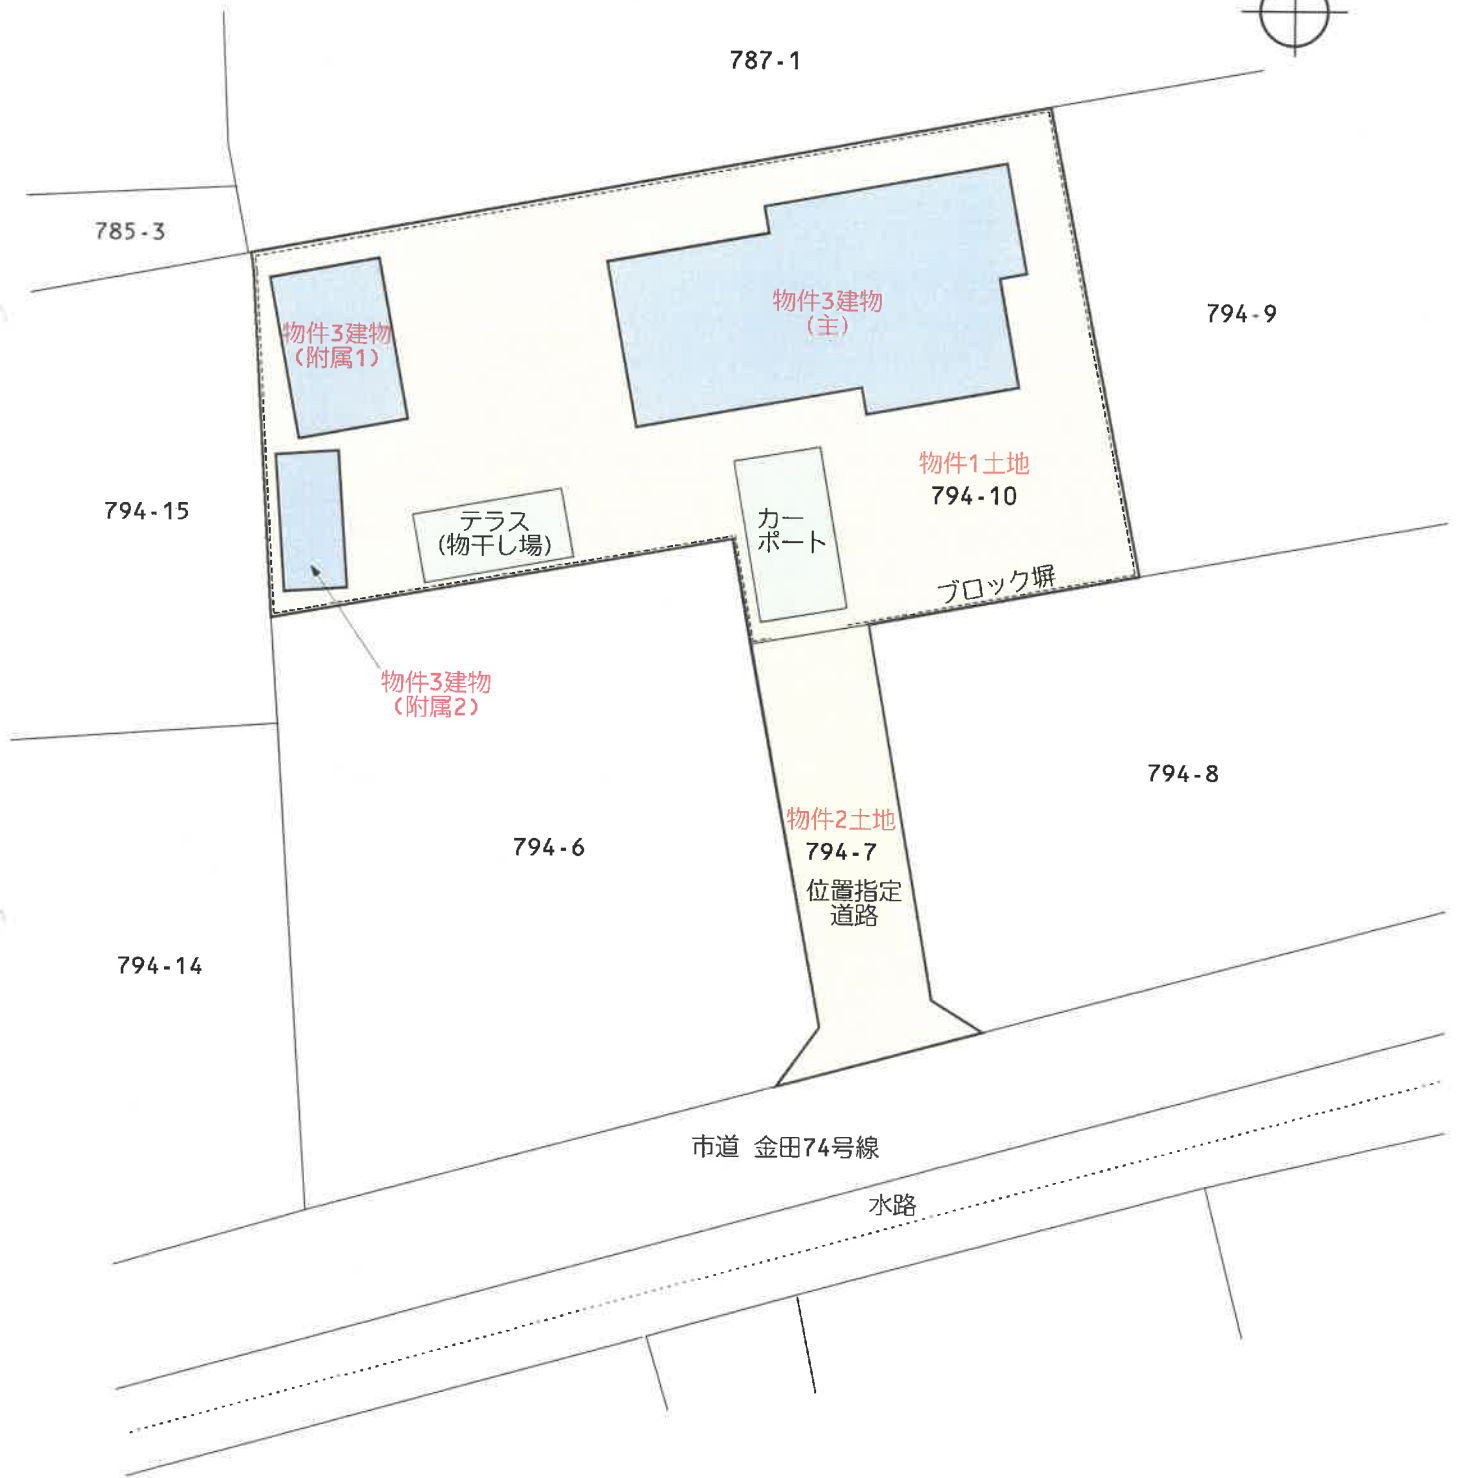 787-1
785-3
物件3建物
(主)
794-9
物件3建物
(附属1)
物件1土地
794-10
794-15
テラス
(物干し場)
カー
ポート
ブロック塀
物件3建物
(附属2)
794-8
物件2土地
794-7
位置指定
道路
794-6
794-14
市道 金田74号線
水路